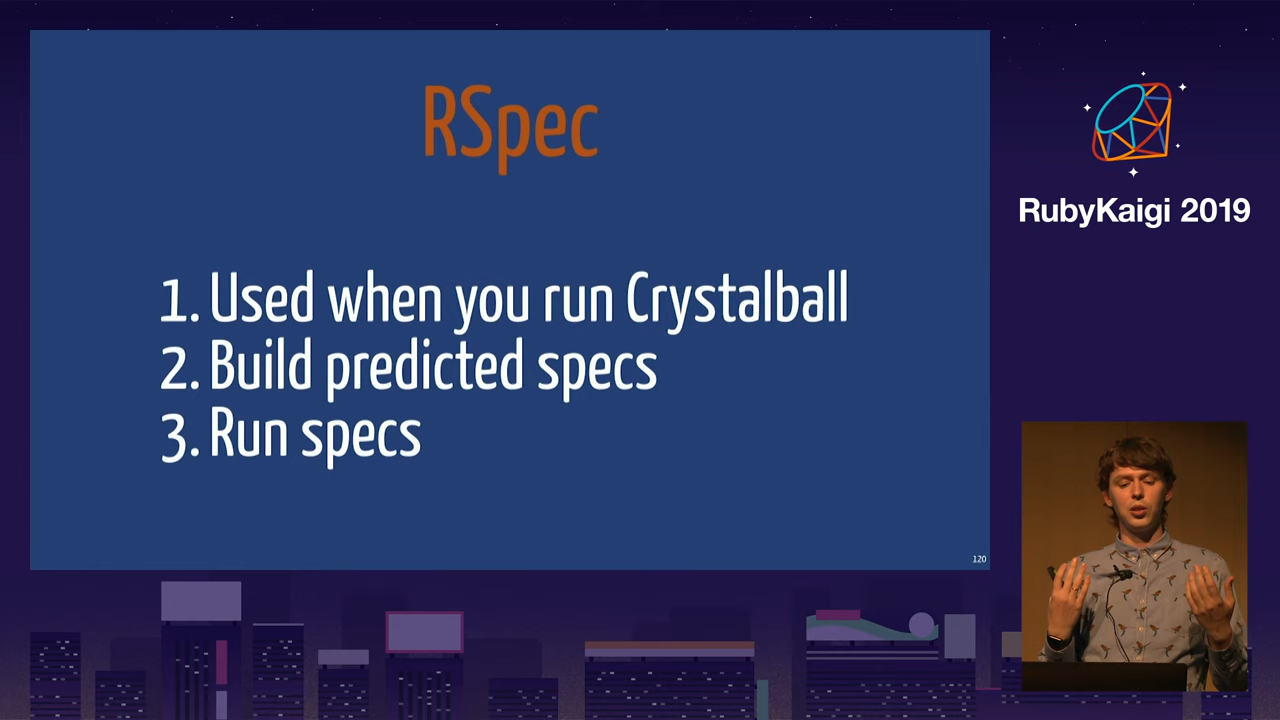 RSpec
1. Used when you run Crystalball
2. Build predicted specs
3. Run specs
120
RubyKaigi 2019